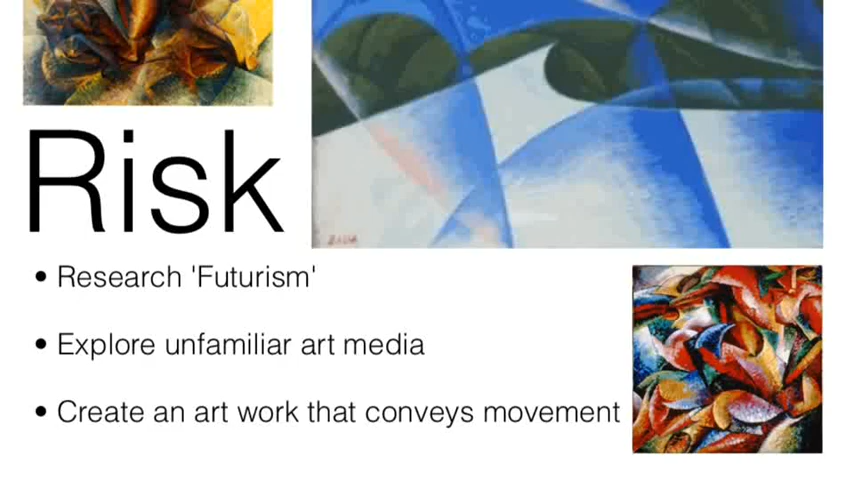 Risk
• Research 'Futurism'
• Explore unfamiliar art media
• Create an art work that conveys movement